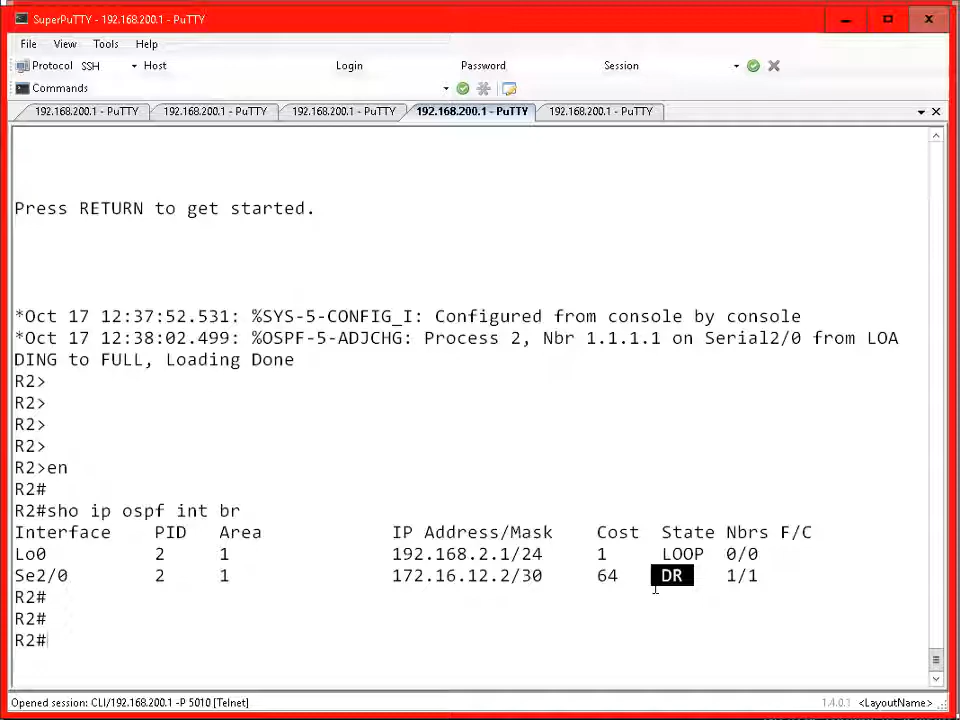 SuperPuTTY - 192.168.200.1 - PuTTY
File View Tools Help
Protocol SSH Host Login Password Session
Commands
192.168.200.1 - PuTTY 192.168.200.1 - PuTTY 192.168.200.1 - PuTTY 192.168.200.1 - PuTTY 192.168.200.1 - PuTTY
Press RETURN to get started.
*Oct 17 12:37:52.531: %SYS-5-CONFIG_I: Configured from console by console
*Oct 17 12:38:02.499: %OSPF-5-ADJCHG: Process 2, Nbr 1.1.1.1 on Serial2/0 from LOA
DING to FULL, Loading Done
R2>
R2>
R2>
R2>
R2>en
R2#
R2#sho ip ospf int br
Interface PID Area IP Address/Mask Cost State Nbrs F/C
Lo0 2 1 192.168.2.1/24 1 LOOP 0/0
Se2/0 2 1 172.16.12.2/30 64 DR 1/1
R2#
R2#
R2#
Opened session: CLI/192.168.200.1 -P 5010 [Telnet] 1.4.0.1 <LayoutName>